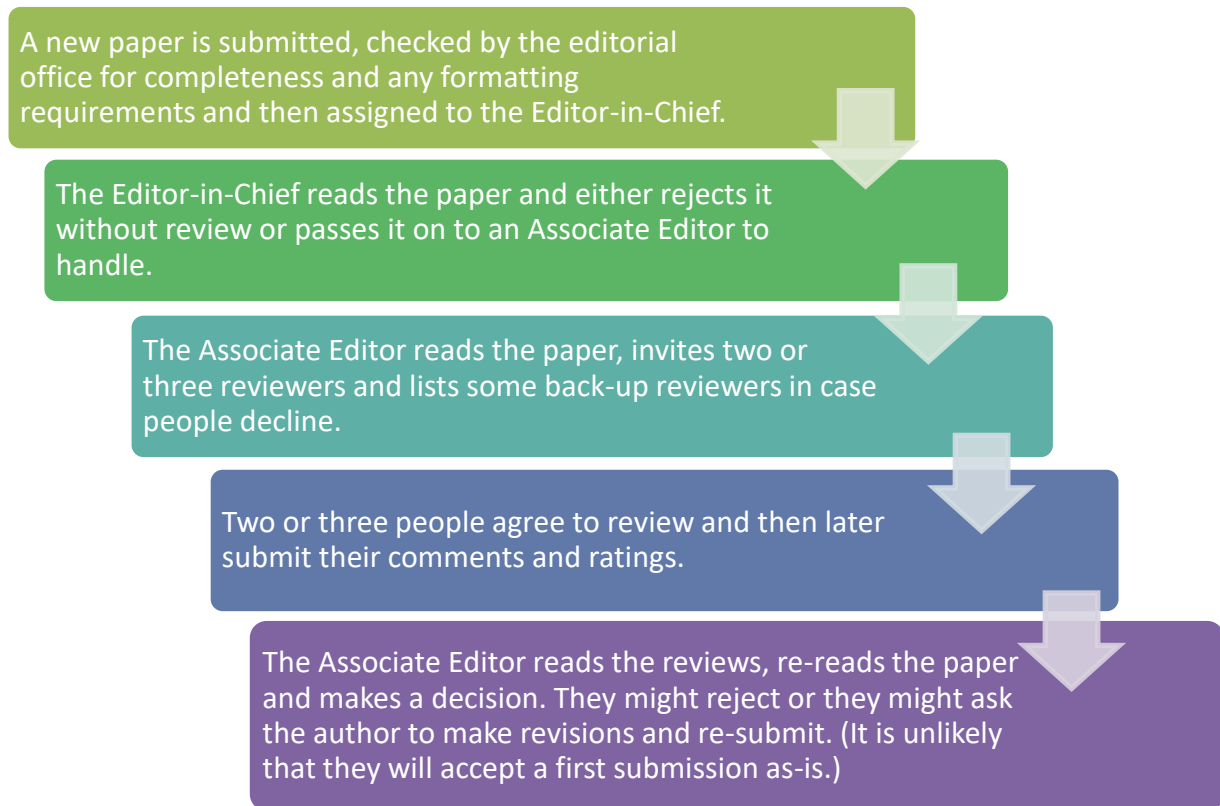 A new paper is submitted, checked by the editorial
office for completeness and any formatting
requirements and then assigned to the Editor-in-Chief.
The Editor-in-Chief reads the paper and either rejects it
without review or passes it on to an Associate Editor to
handle.
The Associate Editor reads the paper, invites two or
three reviewers and lists some back-up reviewers in case
people decline.
Two or three people agree to review and then later
submit their comments and ratings.
The Associate Editor reads the reviews, re-reads the paper
and makes a decision. They might reject or they might ask
the author to make revisions and re-submit. (It is unlikely
that they will accept a first submission as-is.)